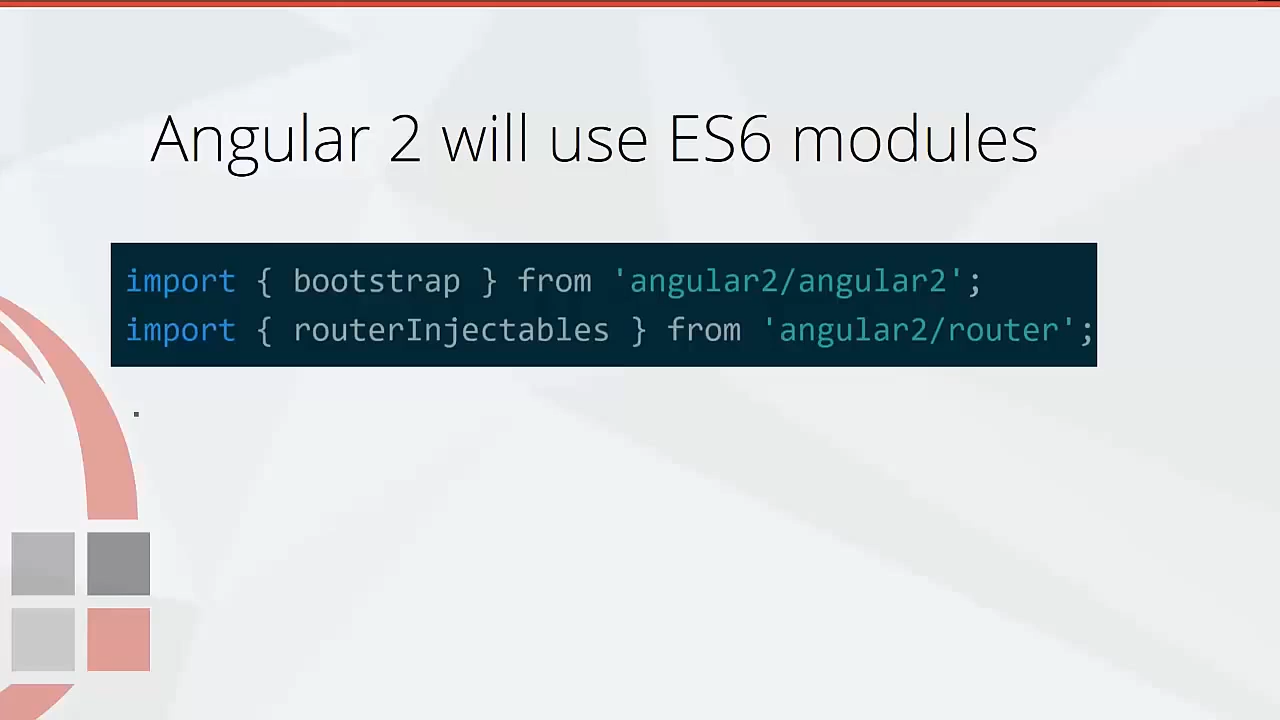 Angular 2 will use ES6 modules
import { bootstrap } from 'angular2/angular2';
import { routerInjectables } from 'angular2/router';